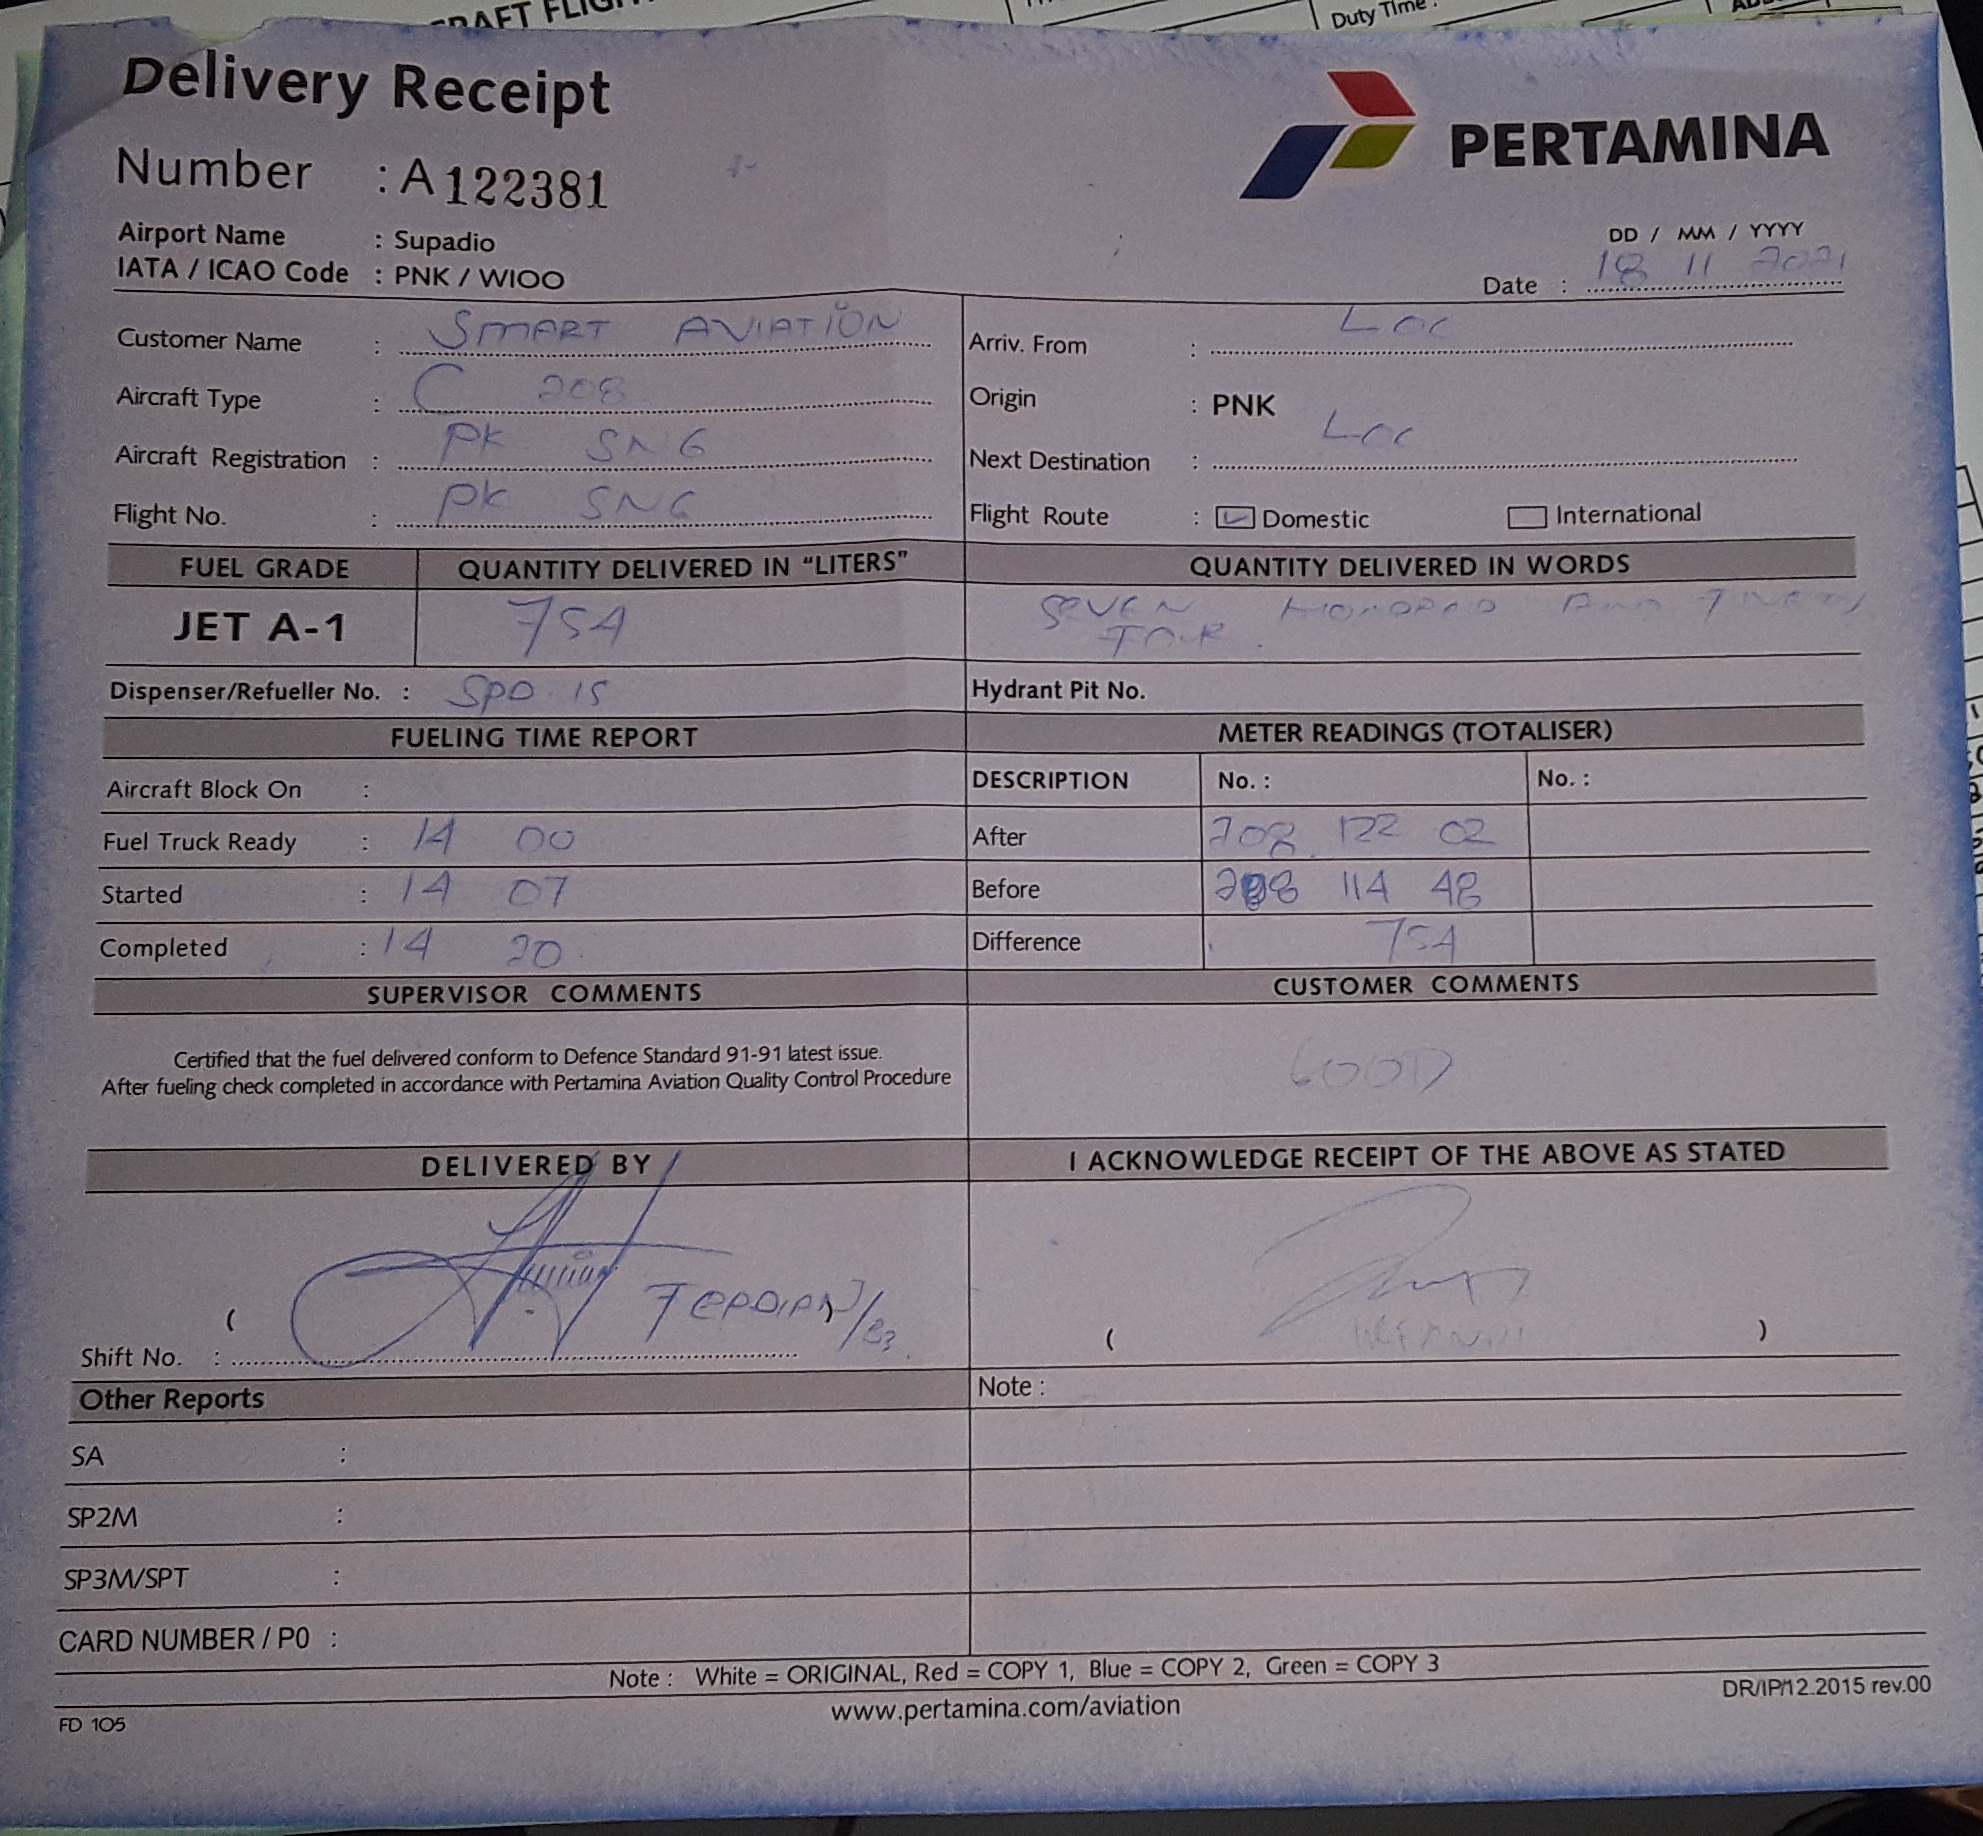 RAFT FLIGH
Duty Time :
Delivery Receipt
PERTAMINA
Number : A 122381
Airport Name : Supadio
IATA / ICAO Code : PNK / WIOO
DD / MM / YYYY
Date : 18 11 2021
Customer Name : SMART AVIATION
Arriv. From : LOC
Aircraft Type : C 208
Origin : PNK
Aircraft Registration : PK SNG
Next Destination : LOC
Flight No. : PK SNG
Flight Route : Domestic International
FUEL GRADE QUANTITY DELIVERED IN "LITERS" QUANTITY DELIVERED IN WORDS
JET A-1 754 SEVEN
Dispenser/Refueller No. : SPD 15 Hydrant Pit No.
FUELING TIME REPORT METER READINGS (TOTALISER)
Aircraft Block On : DESCRIPTION No. : No. :
Fuel Truck Ready : 14 00 After 208 122 02
Started : 14 07 Before 208 114 48
Completed : 14 20 Difference 754
SUPERVISOR COMMENTS CUSTOMER COMMENTS
Certified that the fuel delivered conform to Defence Standard 91-91 latest issue.
After fueling check completed in accordance with Pertamina Aviation Quality Control Procedure
GOOD
DELIVERED BY I ACKNOWLEDGE RECEIPT OF THE ABOVE AS STATED
( FERDIAN ( )
Shift No. :
Other Reports Note :
SA :
SP2M :
SP3M/SPT :
CARD NUMBER / P0 :
Note : White = ORIGINAL, Red = COPY 1, Blue = COPY 2, Green = COPY 3
www.pertamina.com/aviation
DR/IP/12.2015 rev.00
FD 105